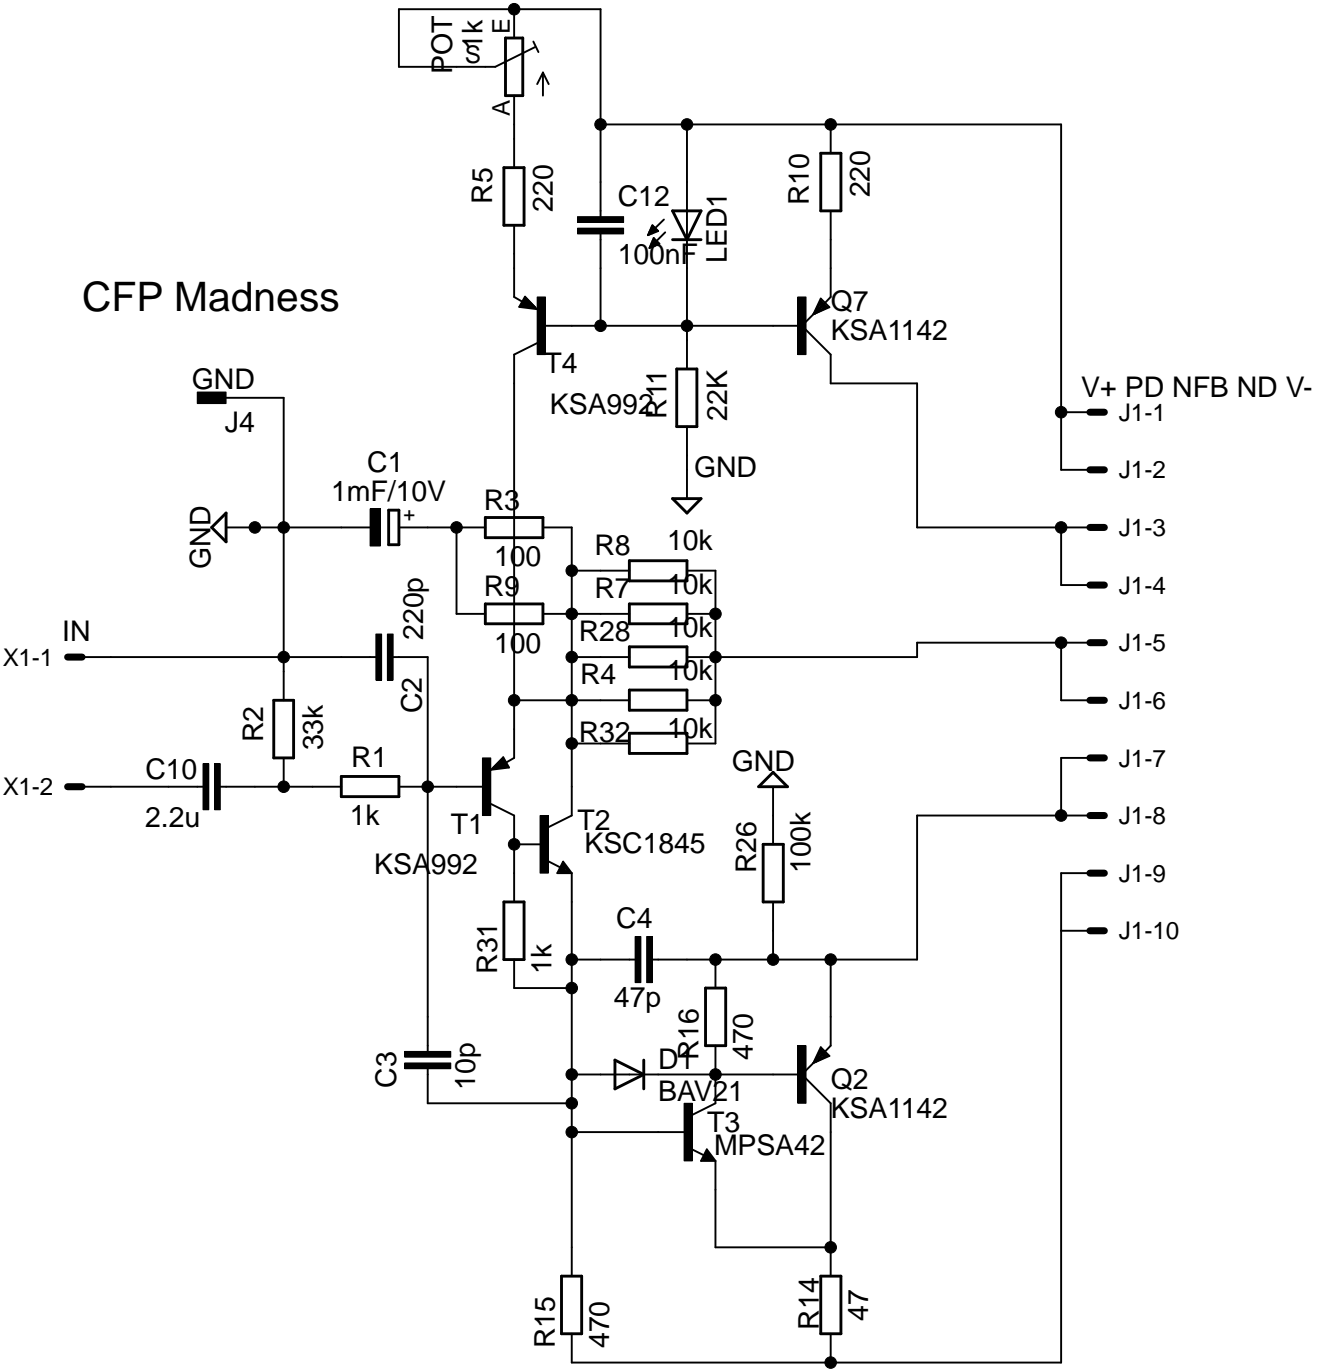 POT
1k
S
E
A
R5
220
C12
100nF
LED1
R10
220
CFP Madness
Q7
KSA1142
T4
KSA992
R11
22K
GND
J4
V+ PD NFB ND V-
J1-1
J1-2
GND
C1
1mF/10V
+
R3
100
GND
J1-3
R8
10k
J1-4
R9
100
R7
10k
220p
C2
IN
X1-1
R28
10k
J1-5
R4
10k
J1-6
R2
33k
R32
10k
GND
J1-7
X1-2
C10
2.2u
R1
1k
T1
KSA992
T2
KSC1845
R26
100k
J1-8
J1-9
J1-10
R31
1k
C4
47p
R16
470
C3
10p
D1
BAV21
Q2
KSA1142
T3
MPSA42
R15
470
R14
47